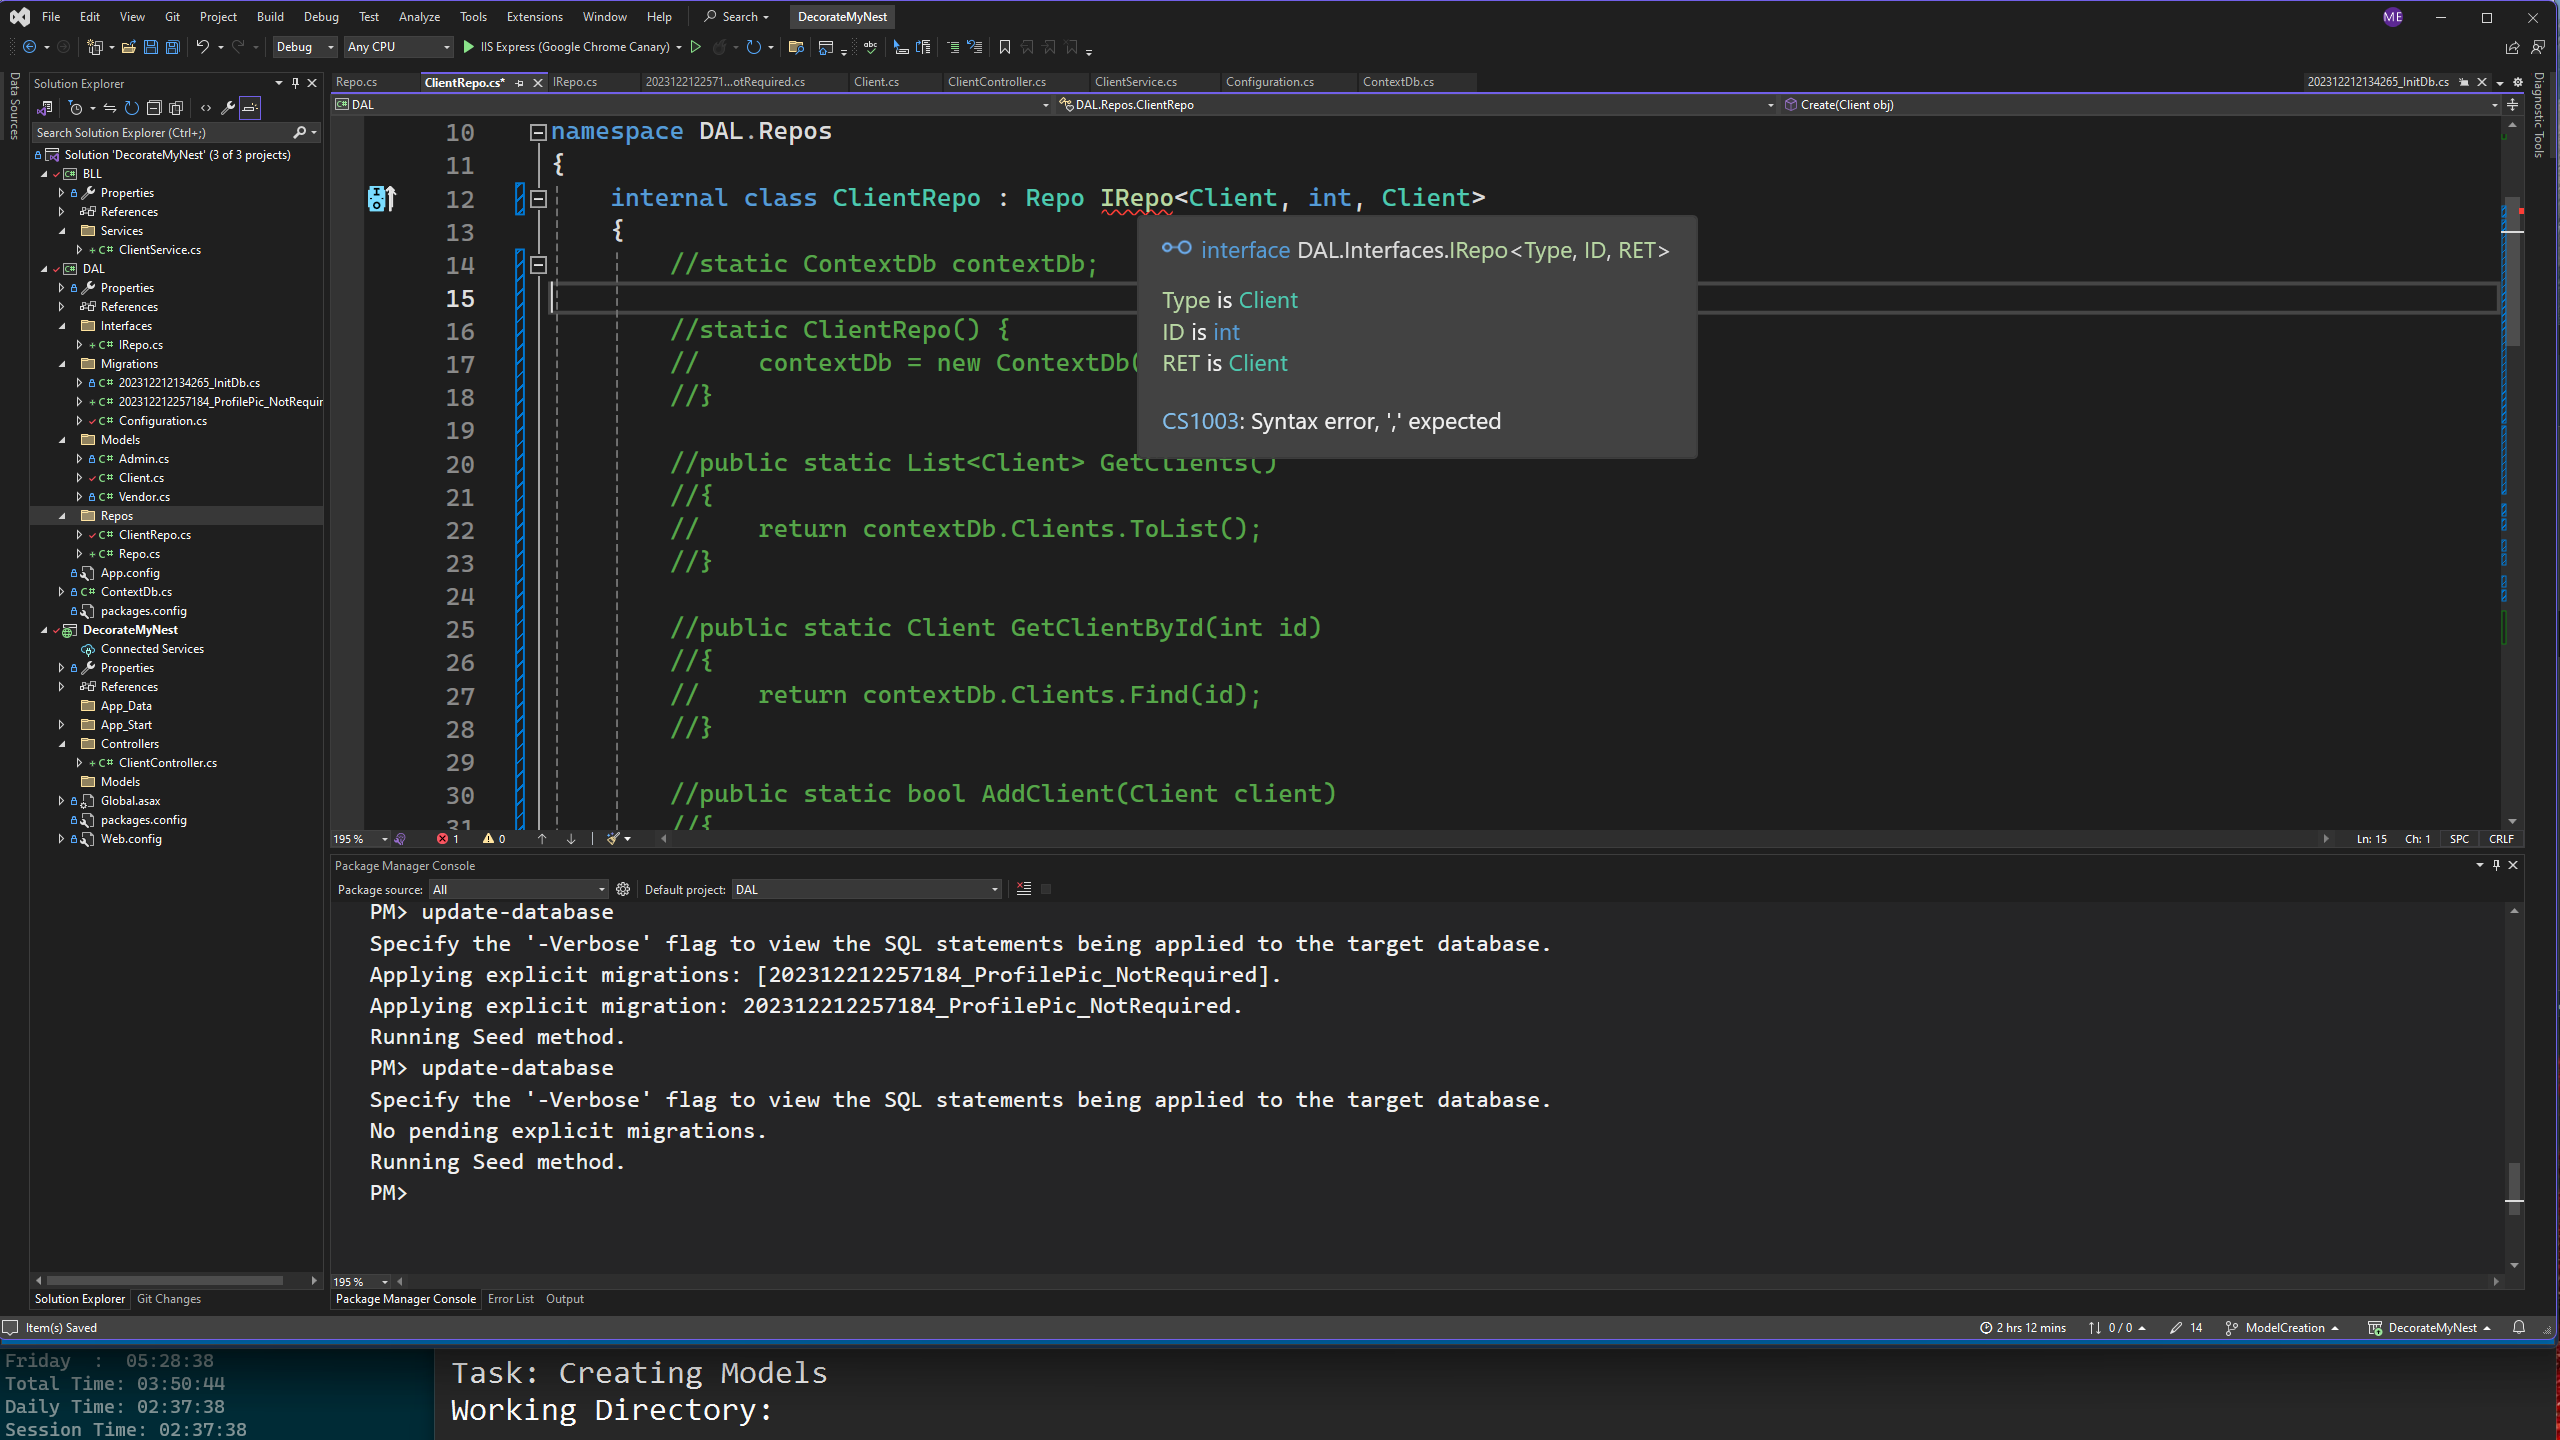 File Edit View Git Project Build Debug Test Analyze Tools Extensions Window Help Search DecorateMyNest ME
Debug Any CPU IIS Express (Google Chrome Canary)
Data Sources
Solution Explorer
Search Solution Explorer (Ctrl+;)
Solution 'DecorateMyNest' (3 of 3 projects)
BLL
Properties
References
Services
C# ClientService.cs
DAL
Properties
References
Interfaces
C# IRepo.cs
Migrations
C# 202312212134265_InitDb.cs
C# 202312212257184_ProfilePic_NotRequir
C# Configuration.cs
Models
C# Admin.cs
C# Client.cs
C# Vendor.cs
Repos
C# ClientRepo.cs
C# Repo.cs
App.config
C# ContextDb.cs
packages.config
DecorateMyNest
Connected Services
Properties
References
App_Data
App_Start
Controllers
C# ClientController.cs
Models
Global.asax
packages.config
Web.config
Solution Explorer Git Changes
Repo.cs ClientRepo.cs* IRepo.cs 2023122122571...otRequired.cs Client.cs ClientController.cs ClientService.cs Configuration.cs ContextDb.cs 202312212134265_InitDb.cs
DAL DAL.Repos.ClientRepo Create(Client obj)
Diagnostic Tools
10 namespace DAL.Repos
11 {
12 internal class ClientRepo : Repo IRepo<Client, int, Client>
13 {
14 //static ContextDb contextDb;
15
16 //static ClientRepo() {
17 // contextDb = new ContextDb(
18 //}
19
20 //public static List<Client> GetClients()
21 //{
22 // return contextDb.Clients.ToList();
23 //}
24
25 //public static Client GetClientById(int id)
26 //{
27 // return contextDb.Clients.Find(id);
28 //}
29
30 //public static bool AddClient(Client client)
31 //{
interface DAL.Interfaces.IRepo<Type, ID, RET>
Type is Client
ID is int
RET is Client
CS1003: Syntax error, ',' expected
195 % 1 0 Ln: 15 Ch: 1 SPC CRLF
Package Manager Console
Package source: All Default project: DAL
PM> update-database
Specify the '-Verbose' flag to view the SQL statements being applied to the target database.
Applying explicit migrations: [202312212257184_ProfilePic_NotRequired].
Applying explicit migration: 202312212257184_ProfilePic_NotRequired.
Running Seed method.
PM> update-database
Specify the '-Verbose' flag to view the SQL statements being applied to the target database.
No pending explicit migrations.
Running Seed method.
PM>
195 %
Package Manager Console Error List Output
Item(s) Saved 2 hrs 12 mins 0 / 0 14 ModelCreation DecorateMyNest
Friday : 05:28:38
Total Time: 03:50:44
Daily Time: 02:37:38
Session Time: 02:37:38
Task: Creating Models
Working Directory: